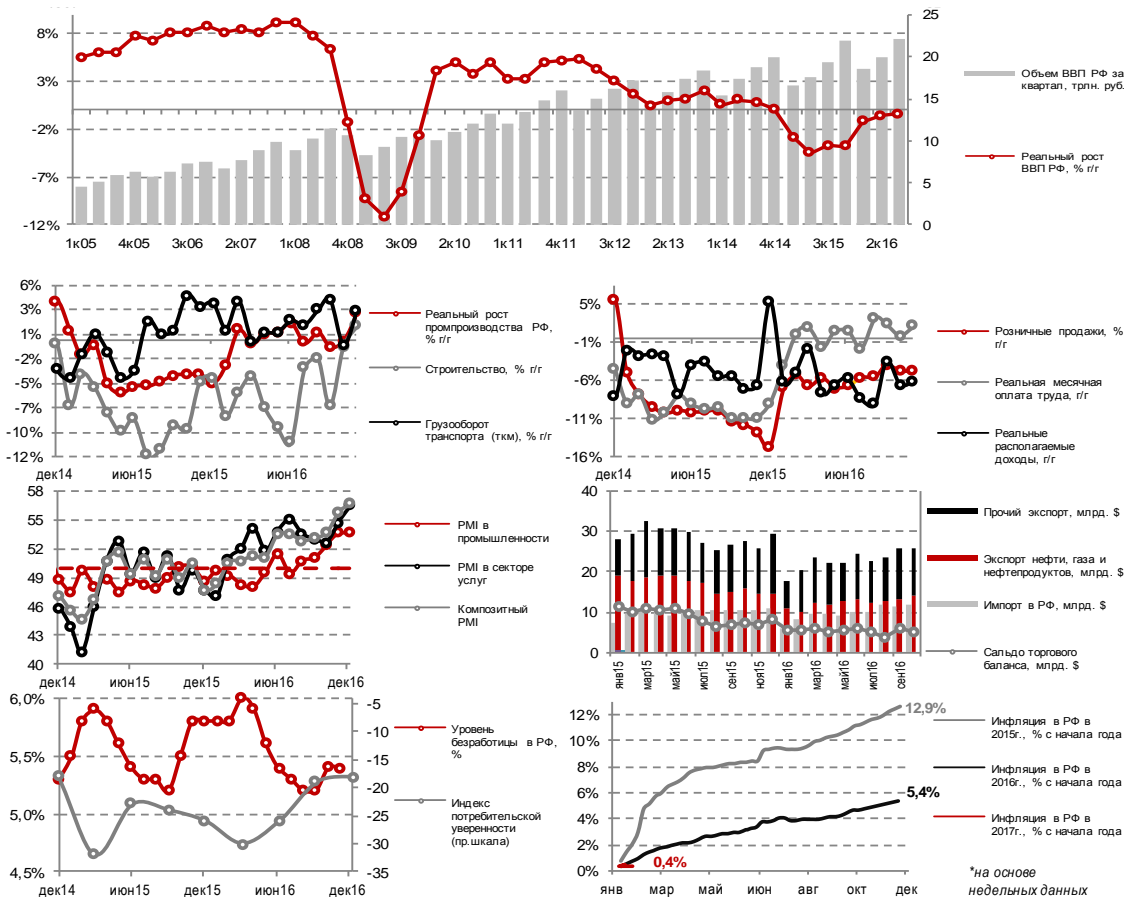 8%
3%
-2%
-7%
-12%
25
20
15
10
5
0
1к05
4к05
3к06
2к07
1к08
4к08
3к09
2к10
1к11
4к11
3к12
2к13
1к14
4к14
3к15
2к16
Объем ВВП РФ за
квартал, трлн. руб.
Реальный рост
ВВП РФ, % г/г
6%
3%
1%
-2%
-5%
-7%
-10%
-12%
дек14
июн15
дек15
июн16
Реальный рост
промпроизводства РФ,
% г/г
Строительство, % г/г
Грузооборот
транспорта (ткм), % г/г
5%
-1%
-6%
-11%
-16%
дек14
июн15
дек15
июн16
Розничные продажи, %
г/г
Реальная месячная
оплата труда, г/г
Реальные
располагаемые
доходы, г/г
58
55
52
49
46
43
40
дек14
июн15
дек15
июн16
дек16
PMI в
промышленности
PMI в секторе
услуг
Композитный
PMI
40
30
20
10
0
янв15
мар15
май15
июл15
сен15
ноя15
янв16
мар16
май16
июл16
сен16
Прочий экспорт, млрд. $
Экспорт нефти, газа и
нефтепродуктов, млрд. $
Импорт в РФ, млрд. $
Сальдо торгового
баланса, млрд. $
6,0%
5,5%
5,0%
4,5%
-5
-10
-15
-20
-25
-30
-35
дек14
июн15
дек15
июн16
дек16
Уровень
безработицы в РФ,
%
Индекс
потребительской
уверенности
(пр.шкала)
12%
10%
8%
6%
4%
2%
0%
12,9%
5,4%
0,4%
янв
мар
май
июн
авг
окт
дек
Инфляция в РФ в
2015г., % с начала года
Инфляция в РФ в
2016г., % с начала года
Инфляция в РФ в
2017г., % с начала года
*на основе
недельных данных